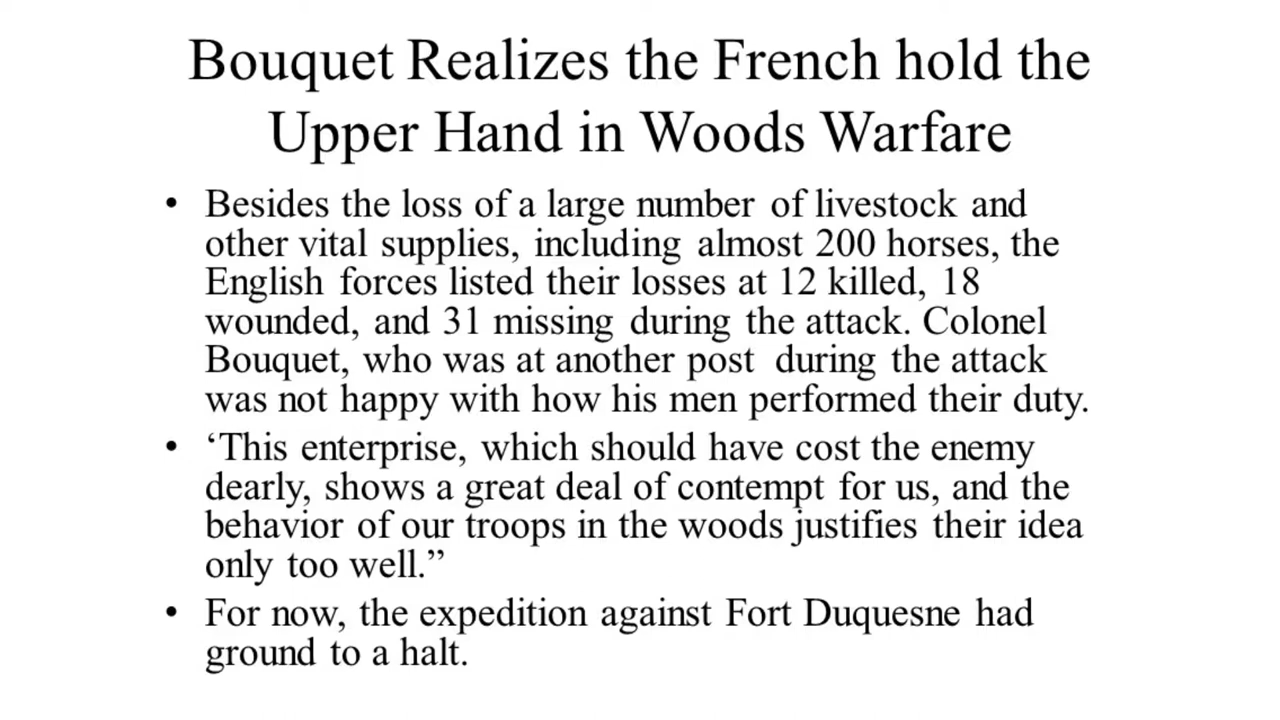 Bouquet Realizes the French hold the
Upper Hand in Woods Warfare
• Besides the loss of a large number of livestock and
other vital supplies, including almost 200 horses, the
English forces listed their losses at 12 killed, 18
wounded, and 31 missing during the attack. Colonel
Bouquet, who was at another post during the attack
was not happy with how his men performed their duty.
• ‘This enterprise, which should have cost the enemy
dearly, shows a great deal of contempt for us, and the
behavior of our troops in the woods justifies their idea
only too well.”
• For now, the expedition against Fort Duquesne had
ground to a halt.